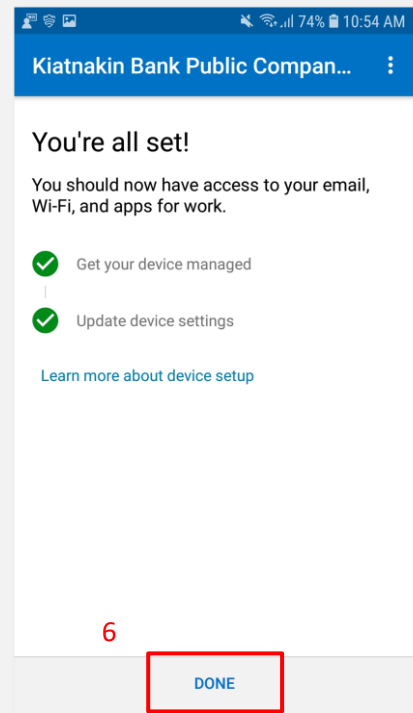 74% 10:54 AM
Kiatnakin Bank Public Compan...
You're all set!
You should now have access to your email,
Wi-Fi, and apps for work.
Get your device managed
Update device settings
Learn more about device setup
6
DONE